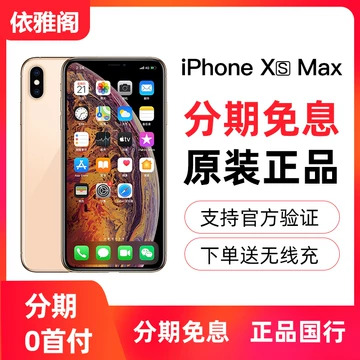 依雅阁
iPhone XS Max
分期免息
原装正品
支持官方验证
下单送无线充
分期
0首付
分期免息
正品国行